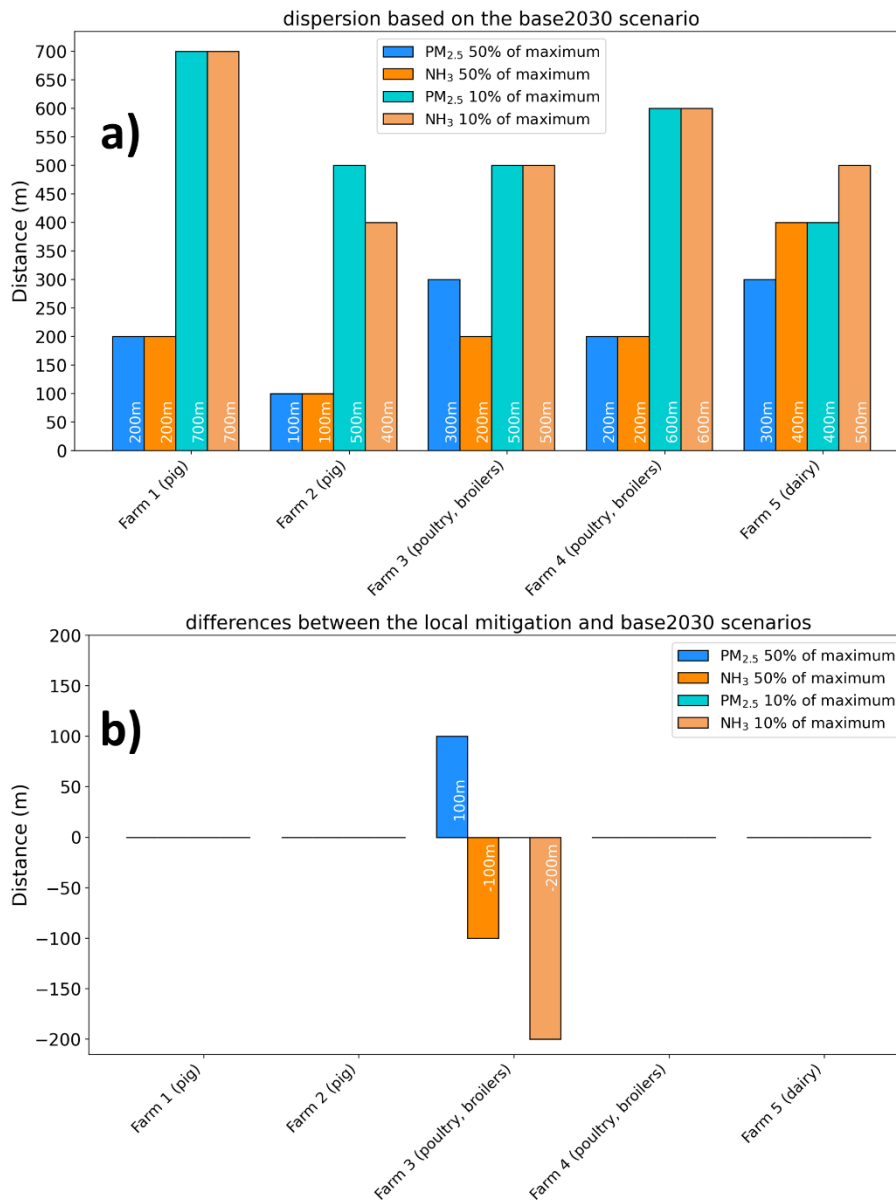 dispersion based on the base2030 scenario
PM2.5 50% of maximum
NH3 50% of maximum
PM2.5 10% of maximum
NH3 10% of maximum
a)
Distance (m)
700
650
600
550
500
450
400
350
300
250
200
150
100
50
0
200m
200m
700m
700m
100m
100m
500m
400m
300m
200m
500m
500m
200m
200m
600m
600m
300m
400m
400m
500m
Farm 1 (pig)
Farm 2 (pig)
Farm 3 (poultry, broilers)
Farm 4 (poultry, broilers)
Farm 5 (dairy)
differences between the local mitigation and base2030 scenarios
PM2.5 50% of maximum
NH3 50% of maximum
PM2.5 10% of maximum
NH3 10% of maximum
b)
Distance (m)
200
150
100
50
0
−50
−100
−150
−200
100m
-100m
-200m
Farm 1 (pig)
Farm 2 (pig)
Farm 3 (poultry, broilers)
Farm 4 (poultry, broilers)
Farm 5 (dairy)